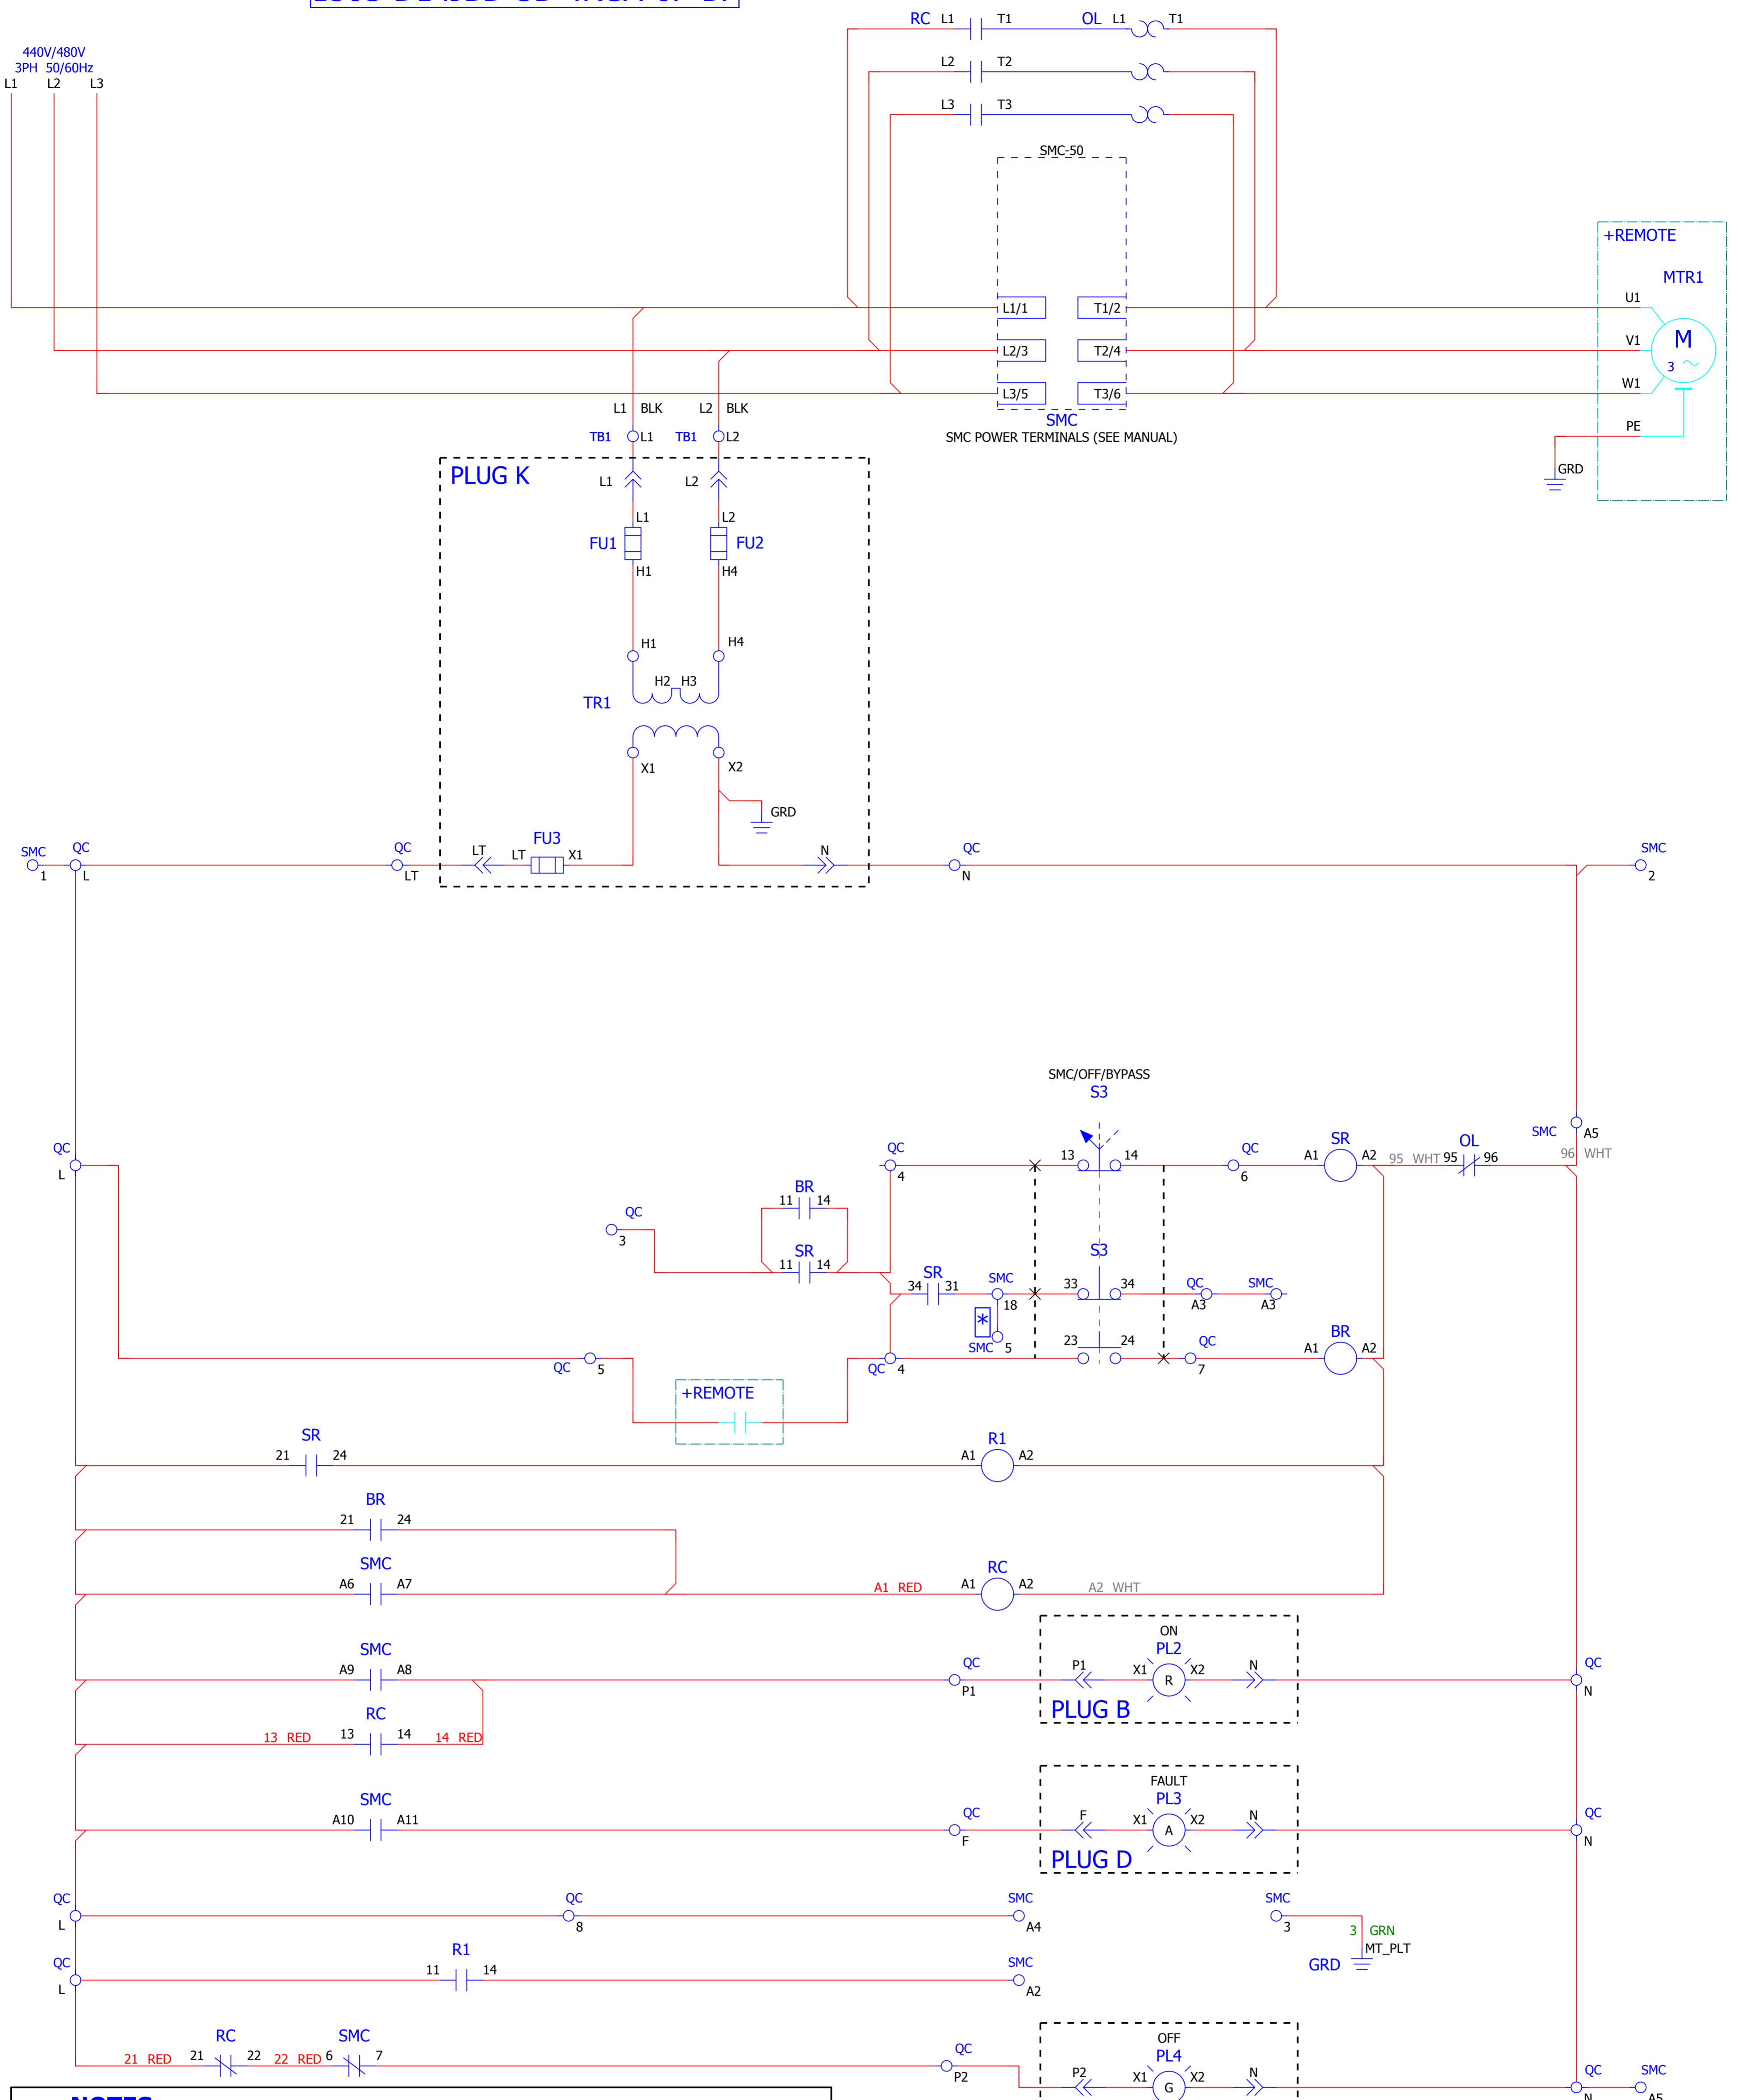 RC L1 T1 OL L1 T1
440V/480V
3PH 50/60Hz
L1 L2 L3
L2 T2
L3 T3
SMC-50
+REMOTE
MTR1
L1/1 T1/2 U1
L2/3 T2/4 V1 M
3
L3/5 T3/6 W1
L1 BLK L2 BLK
SMC
PE
TB1 L1 TB1 L2
SMC POWER TERMINALS (SEE MANUAL)
PLUG K
L1 L2
GRD
L1 L2
FU1 FU2
H1 H4
H1 H4
H2 H3
TR1
X1 X2
GRD
SMC QC QC LT LT FU3 X1 N QC SMC
1 L LT N 2
SMC/OFF/BYPASS
S3
SMC A5
QC QC 13 14 QC SR OL
A1 A2 95 WHT 95 96 96 WHT
L 4 6
BR
11 14
QC
3
SR
11 14
S3
SR
34 31 SMC 33 34 QC SMC
18 A3 A3
*
SMC 5 23 24 QC BR
A1 A2
QC 5 QC 4 7
+REMOTE
SR R1
21 24 A1 A2
BR
21 24
SMC RC
A6 A7 A1 RED A1 A2 A2 WHT
ON
SMC PL2
A9 A8 QC P1 X1 R X2 N QC
P1 N
PLUG B
RC
13 RED 13 14 14 RED
FAULT
SMC PL3
A10 A11 QC F X1 A X2 N QC
F N
PLUG D
QC QC SMC SMC
L 8 A4 3
3 GRN
MT_PLT
GRD
QC R1 SMC
11 14
L A2
OFF
RC SMC PL4
21 RED 21 22 22 RED 6 7 QC
P2 P2 X1 G X2 N QC SMC